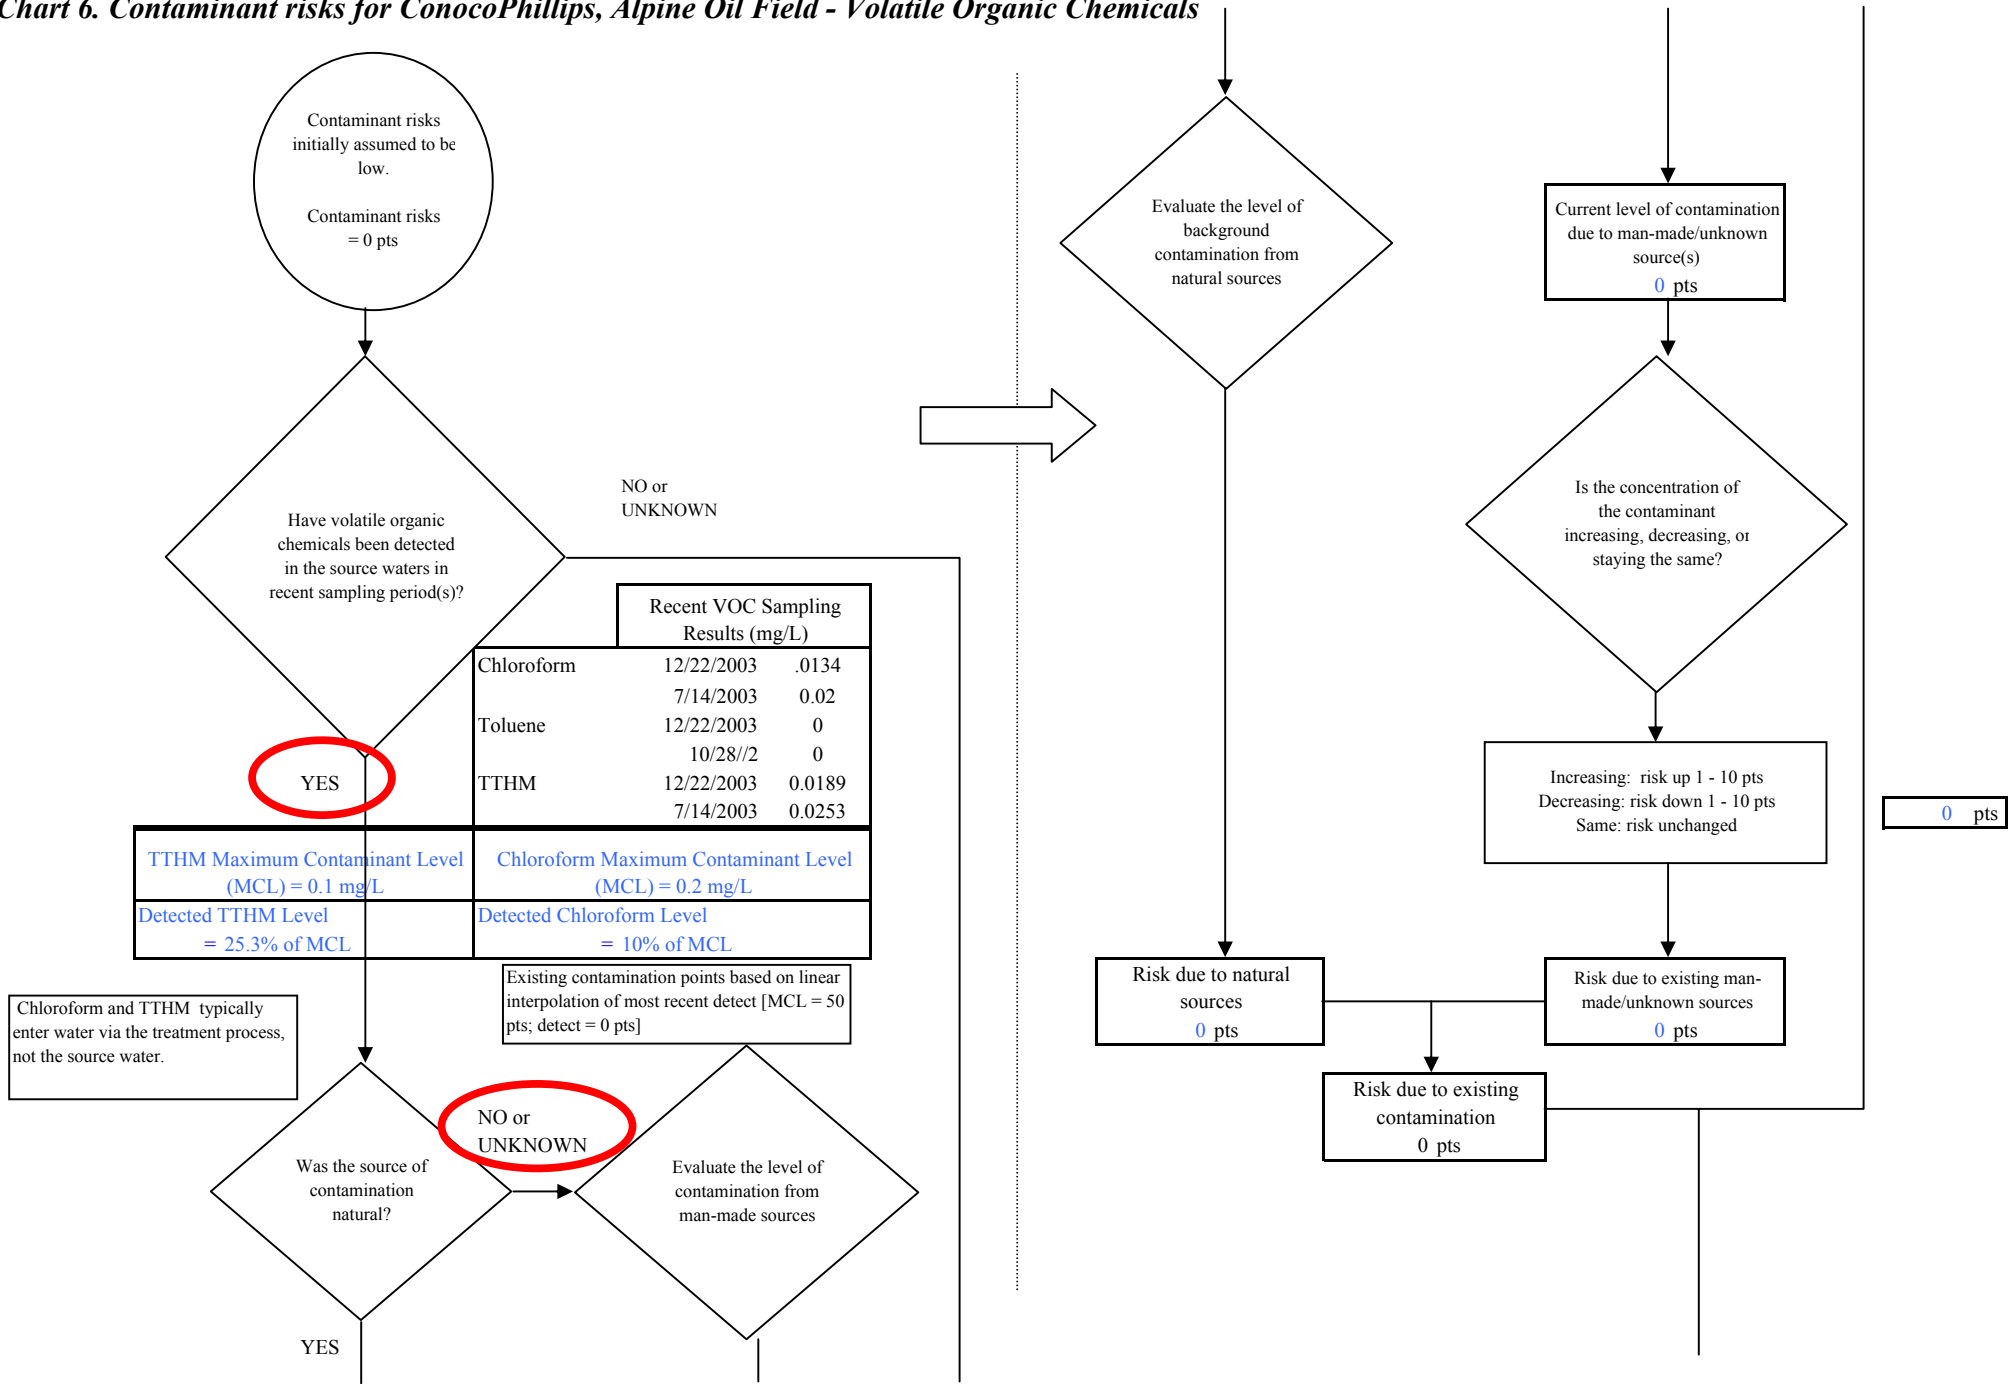 Chart 6. Contaminant risks for ConocoPhillips, Alpine Oil Field - Volatile Organic Chemicals
Contaminant risks
initially assumed to be
low.
Contaminant risks
= 0 pts
Have volatile organic
chemicals been detected
in the source waters in
recent sampling period(s)?
NO or
UNKNOWN
Recent VOC Sampling
Results (mg/L)
Chloroform 12/22/2003 .0134
7/14/2003 0.02
Toluene 12/22/2003 0
10/28//2 0
TTHM 12/22/2003 0.0189
7/14/2003 0.0253
YES
TTHM Maximum Contaminant Level
(MCL) = 0.1 mg/L
Chloroform Maximum Contaminant Level
(MCL) = 0.2 mg/L
Detected TTHM Level
= 25.3% of MCL
Detected Chloroform Level
= 10% of MCL
Existing contamination points based on linear
interpolation of most recent detect [MCL = 50
pts; detect = 0 pts]
Chloroform and TTHM typically
enter water via the treatment process,
not the source water.
Was the source of
contamination
natural?
NO or
UNKNOWN
Evaluate the level of
contamination from
man-made sources
YES
Evaluate the level of
background
contamination from
natural sources
Current level of contamination
due to man-made/unknown
source(s)
0 pts
Is the concentration of
the contaminant
increasing, decreasing, or
staying the same?
Increasing: risk up 1 - 10 pts
Decreasing: risk down 1 - 10 pts
Same: risk unchanged
0 pts
Risk due to natural
sources
0 pts
Risk due to existing man-
made/unknown sources
0 pts
Risk due to existing
contamination
0 pts